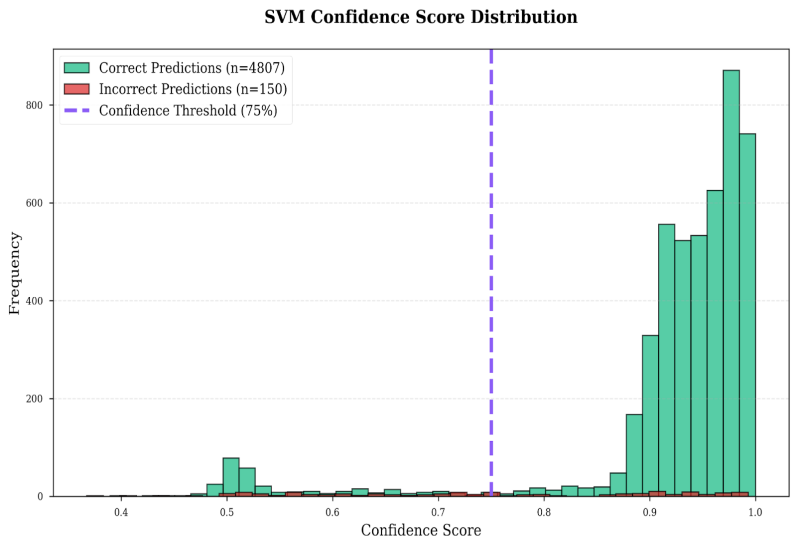 SVM Confidence Score Distribution
Correct Predictions (n=4807)
Incorrect Predictions (n=150)
Confidence Threshold (75%)
Frequency
800
600
400
200
0
0.4 0.5 0.6 0.7 0.8 0.9 1.0
Confidence Score